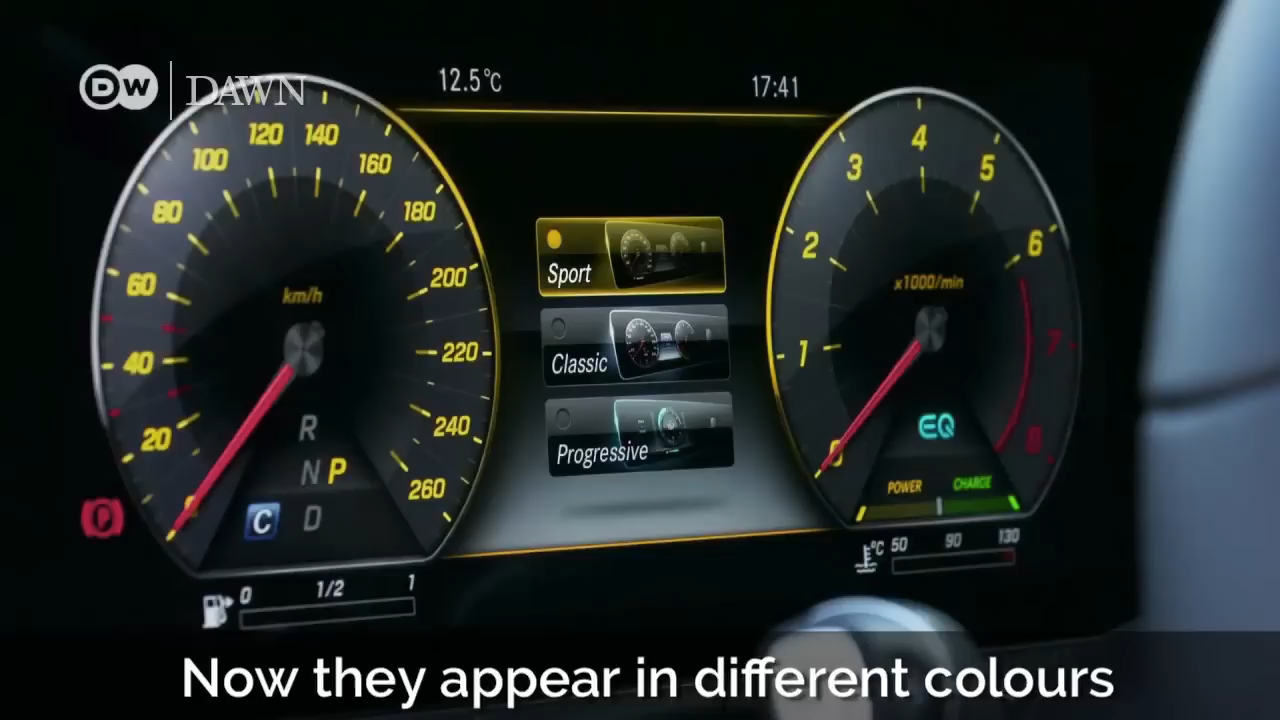 DW DAWN
12.5°C
17:41
20
40
60
80
100
120
140
160
180
200
220
240
260
km/h
R
N P
C D
0 1/2 1
Sport
Classic
Progressive
0
1
2
3
4
5
6
7
8
x1000/min
EQ
POWER CHARGE
°C 50 90 130
Now they appear in different colours